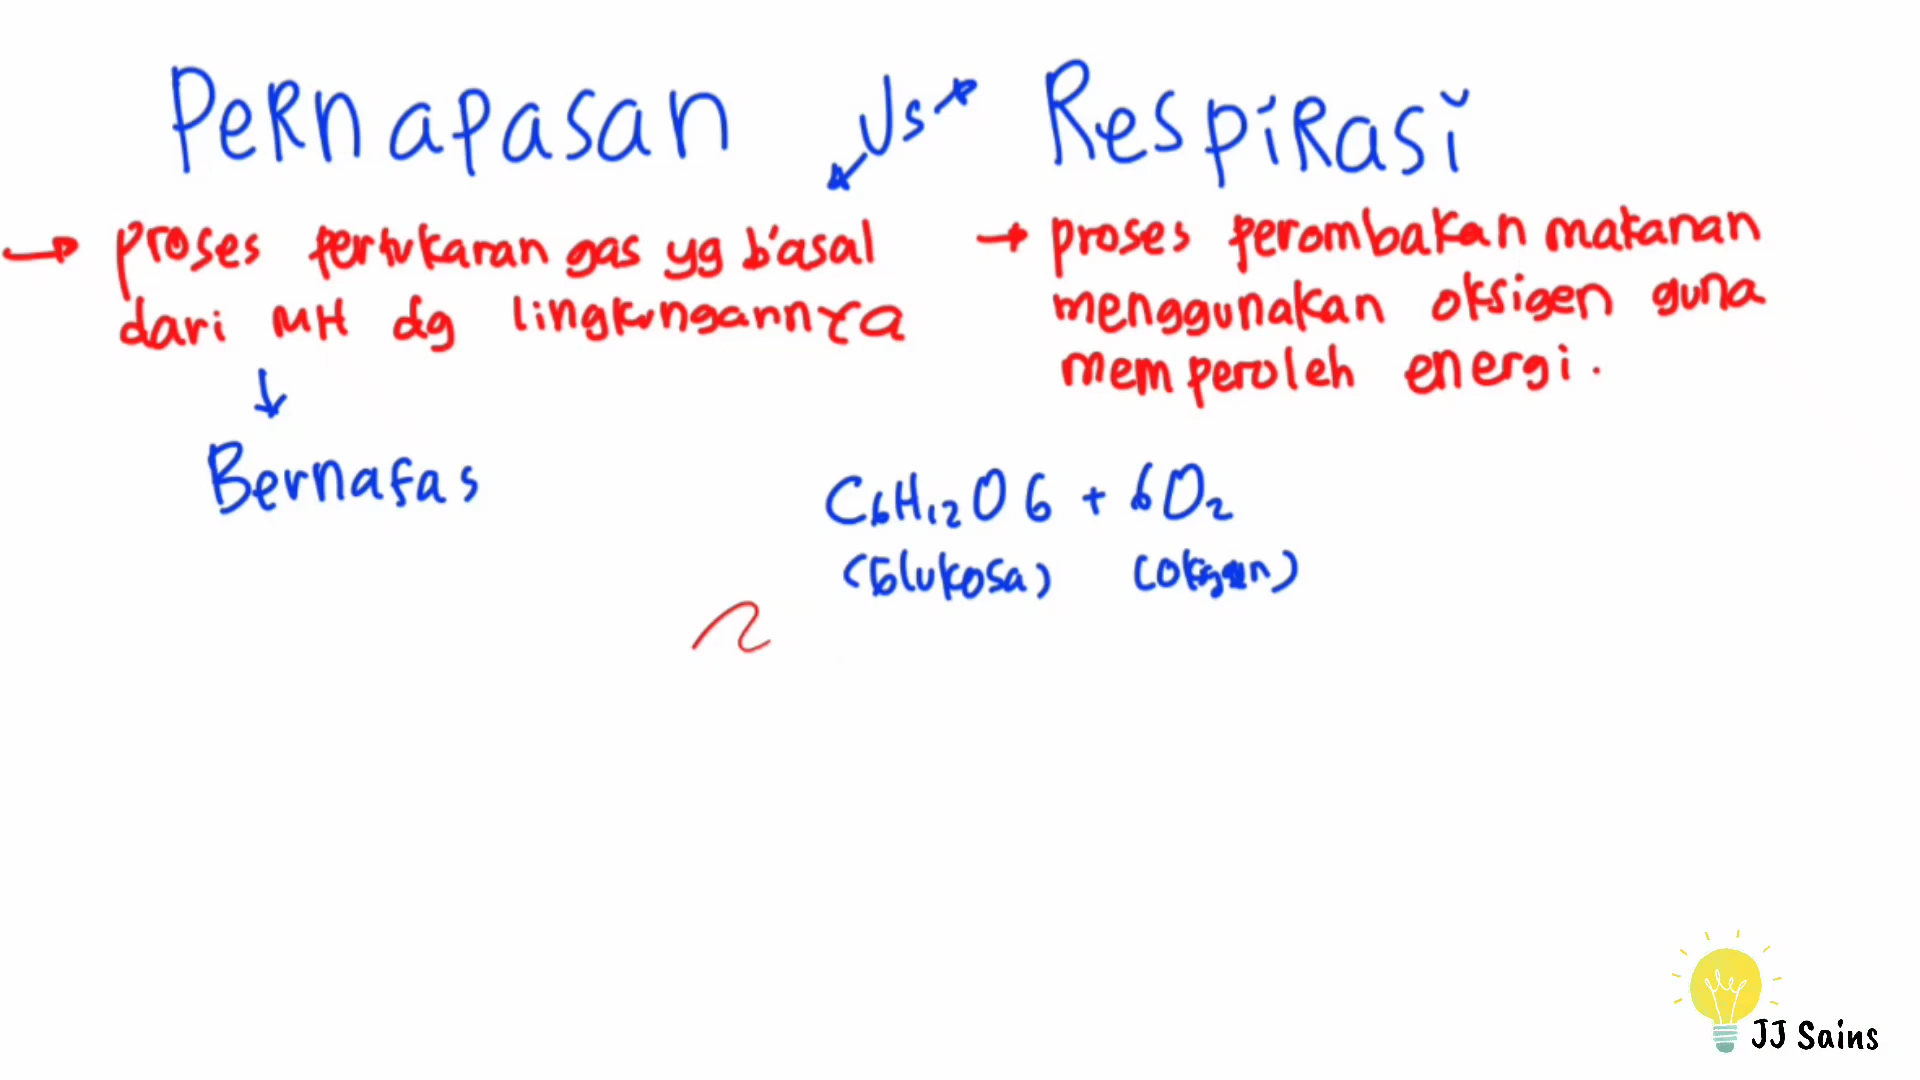 Pernapasan Vs Respirasi
proses pertukaran gas yg b'asal
dari MH dg lingkungannya
Bernafas
proses perombakan makanan
menggunakan oksigen guna
memperoleh energi.
C6H12O6 + 6O2
(Glukosa) (Oksigen)
JJ Sains